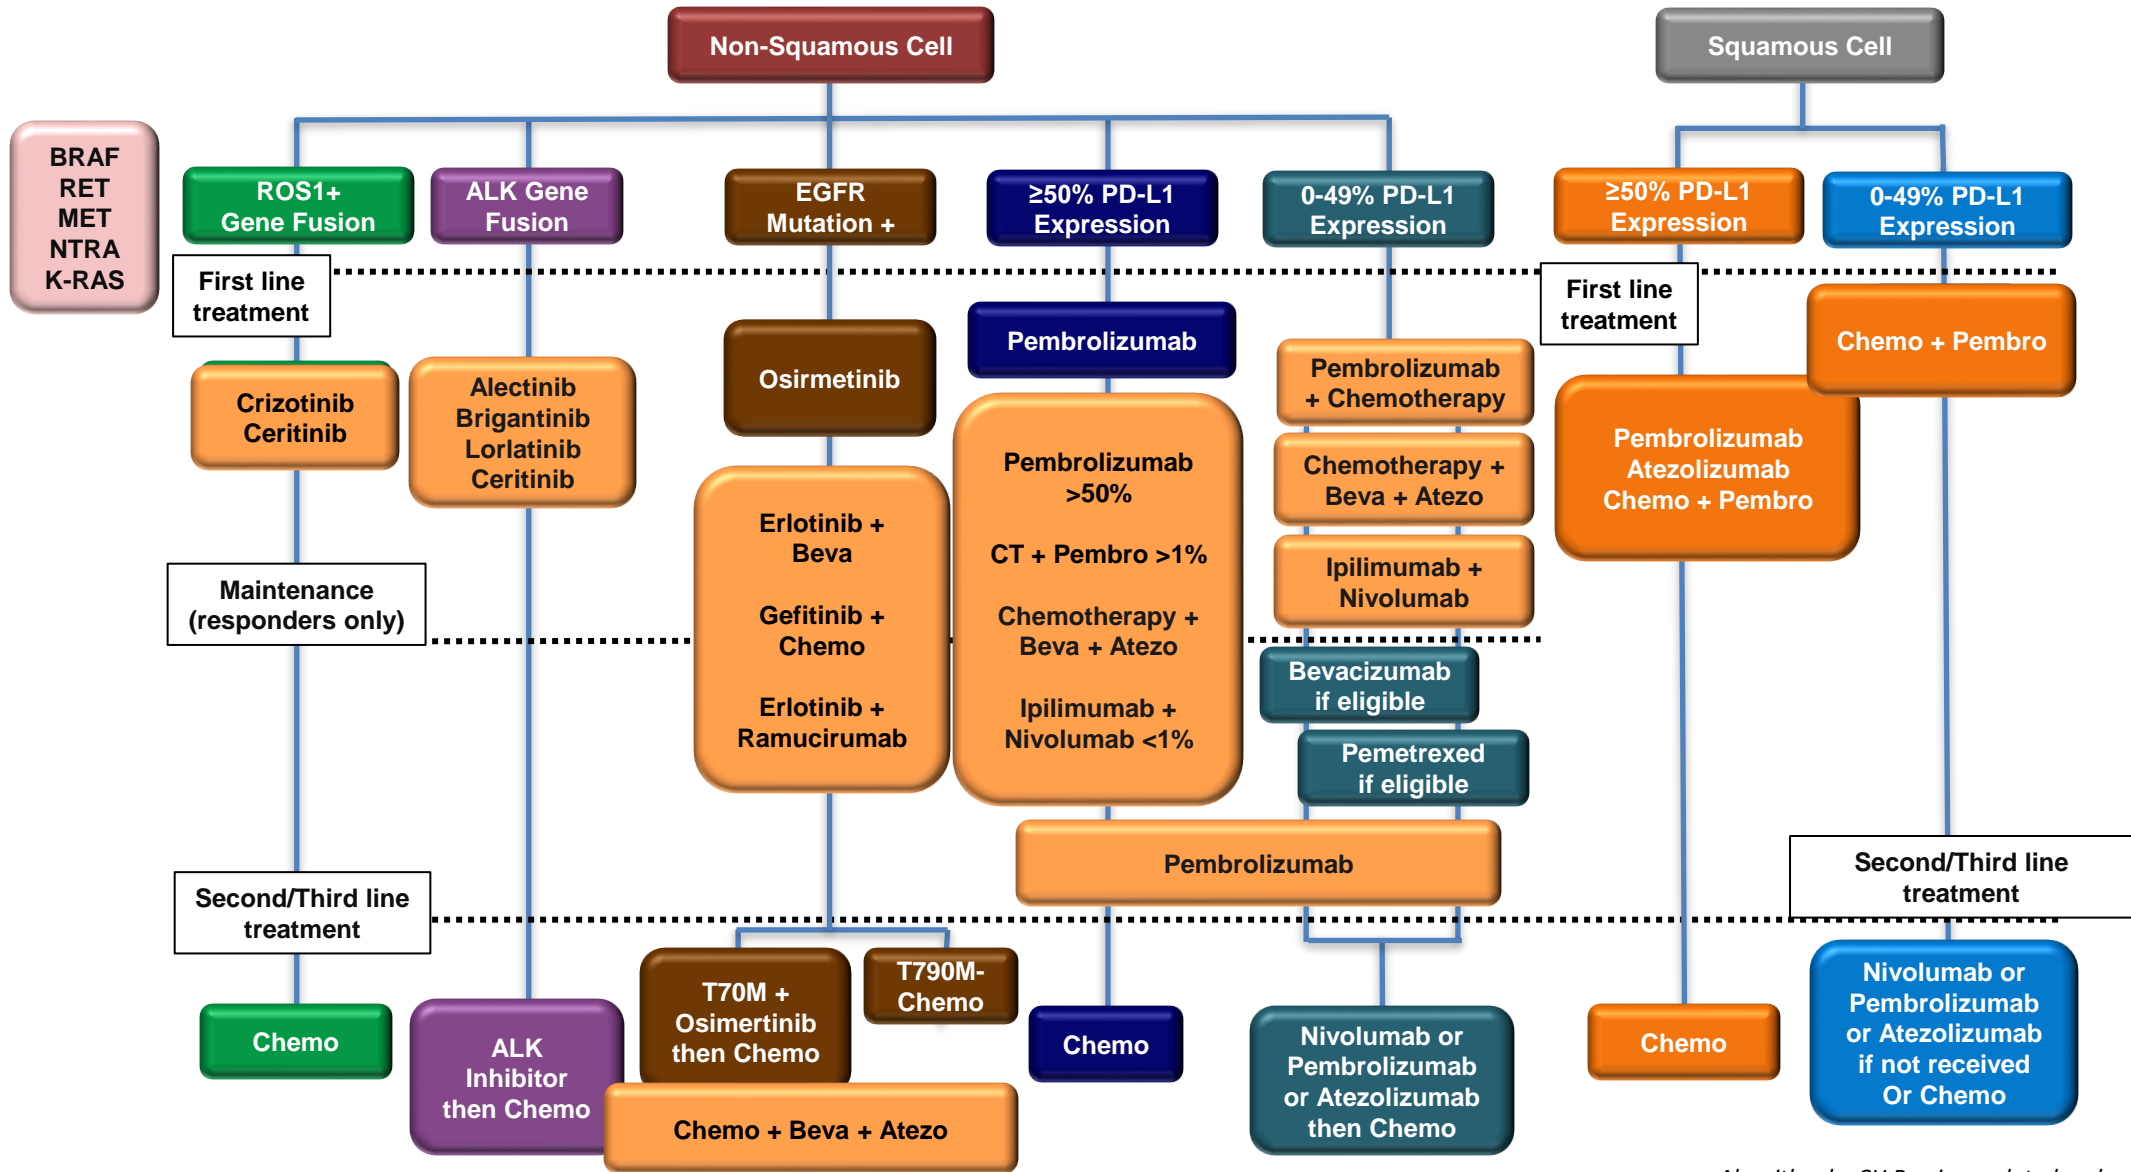 Non-Squamous Cell
Squamous Cell
BRAF
RET
MET
NTRA
K-RAS
ROS1+
Gene Fusion
ALK Gene
Fusion
EGFR
Mutation +
≥50% PD-L1
Expression
0-49% PD-L1
Expression
≥50% PD-L1
Expression
0-49% PD-L1
Expression
First line
treatment
First line
treatment
Crizotinib
Ceritinib
Alectinib
Brigantinib
Lorlatinib
Ceritinib
Osirmetinib
Erlotinib +
Beva
Gefitinib +
Chemo
Erlotinib +
Ramucirumab
Pembrolizumab
Pembrolizumab
>50%
CT + Pembro >1%
Chemotherapy +
Beva + Atezo
Ipilimumab +
Nivolumab <1%
Pembrolizumab
+ Chemotherapy
Chemotherapy +
Beva + Atezo
Ipilimumab +
Nivolumab
Pembrolizumab
Atezolizumab
Chemo + Pembro
Chemo + Pembro
Maintenance
(responders only)
Bevacizumab
if eligible
Pemetrexed
if eligible
Pembrolizumab
Second/Third line
treatment
Second/Third line
treatment
Chemo
ALK
Inhibitor
then Chemo
T70M +
Osimertinib
then Chemo
T790M-
Chemo
Chemo + Beva + Atezo
Chemo
Nivolumab or
Pembrolizumab
or Atezolizumab
then Chemo
Chemo
Nivolumab or
Pembrolizumab
or Atezolizumab
if not received
Or Chemo